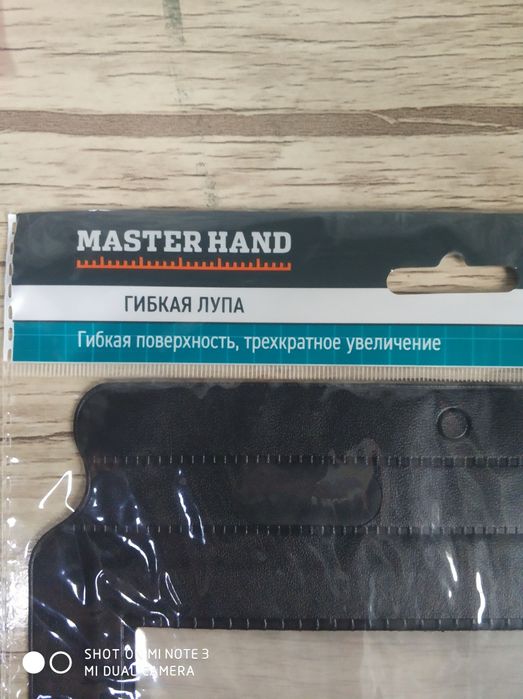 MASTER HAND
ГИБКАЯ ЛУПА
Гибкая поверхность, трехкратное увеличение
SHOT ON MI NOTE 3
MI DUAL CAMERA